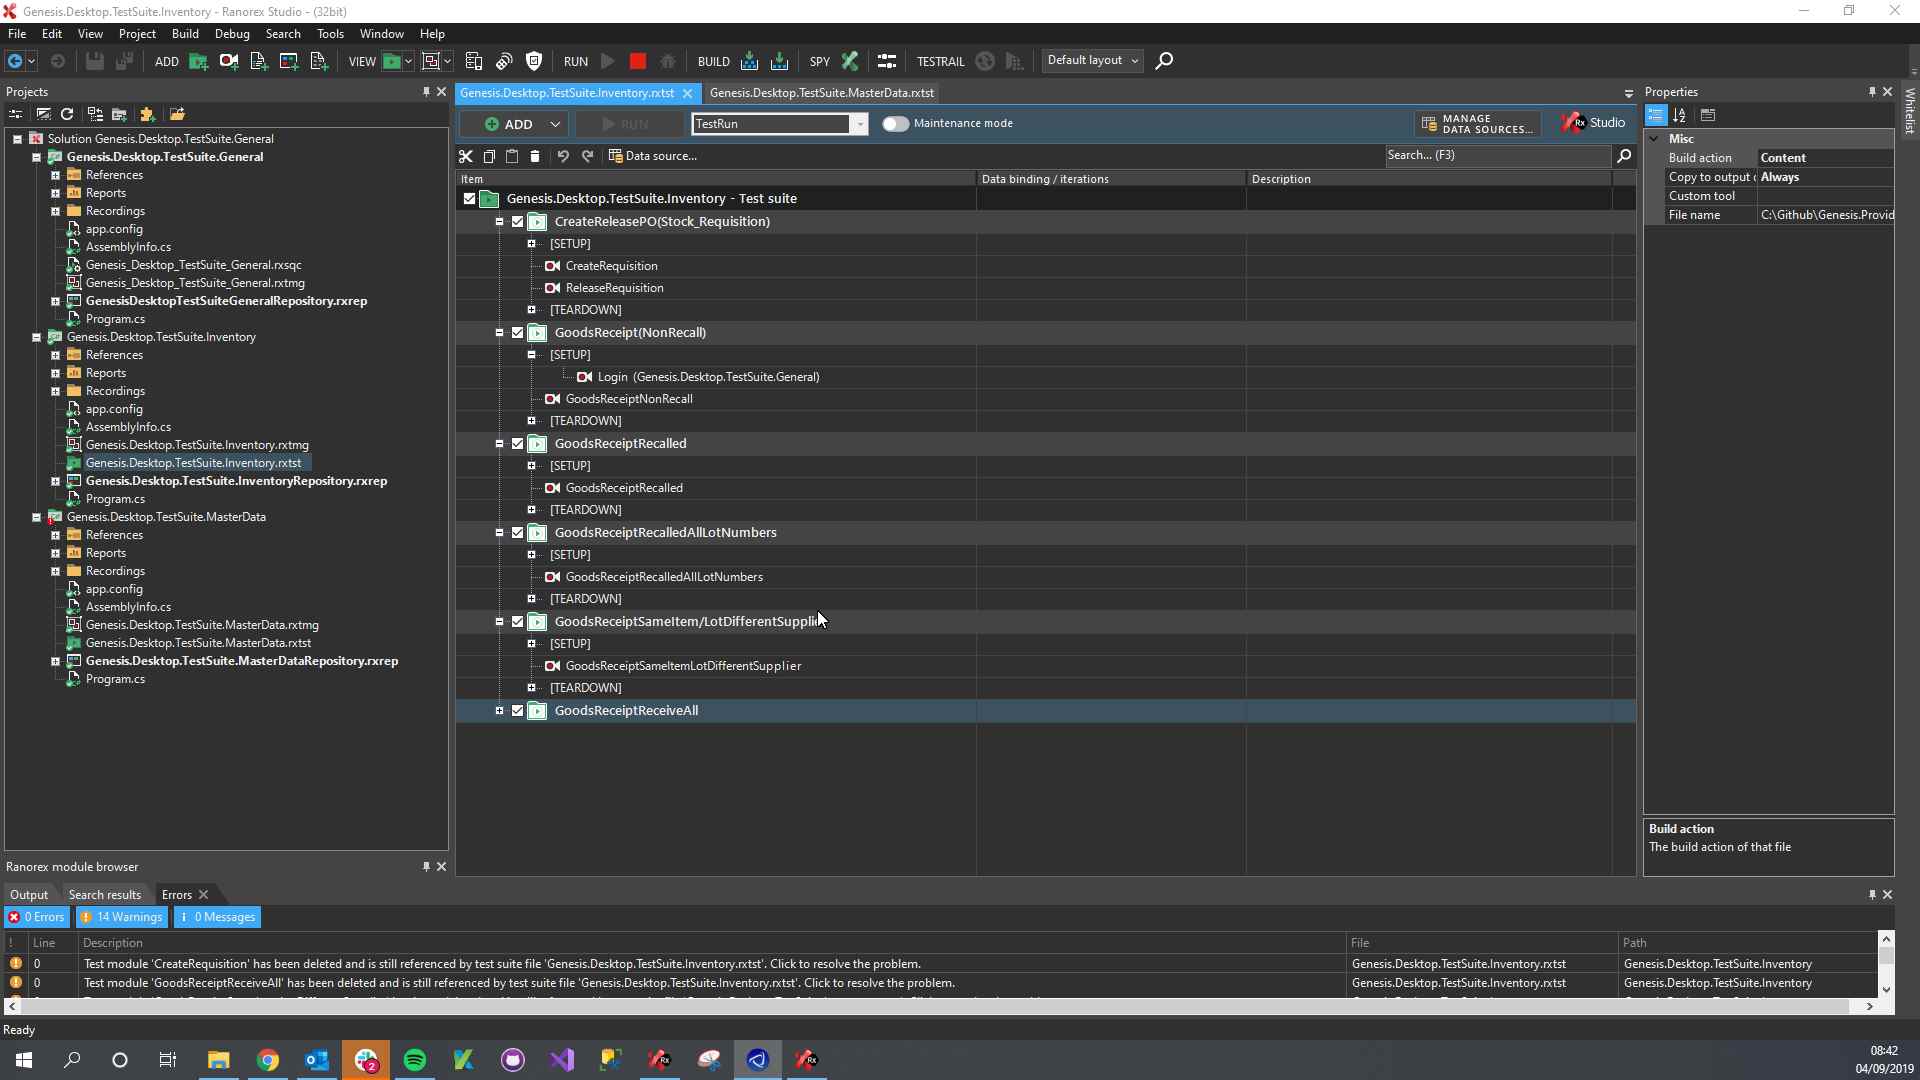 Genesis.Desktop.TestSuite.Inventory - Ranorex Studio - (32bit)
File Edit View Project Build Debug Search Tools Window Help
ADD VIEW RUN BUILD SPY TESTRAIL Default layout
Projects
Solution Genesis.Desktop.TestSuite.General
Genesis.Desktop.TestSuite.General
References
Reports
Recordings
app.config
AssemblyInfo.cs
Genesis_Desktop_TestSuite_General.rxsqc
Genesis_Desktop_TestSuite_General.rxtmg
GenesisDesktopTestSuiteGeneralRepository.rxrep
Program.cs
Genesis.Desktop.TestSuite.Inventory
References
Reports
Recordings
app.config
AssemblyInfo.cs
Genesis.Desktop.TestSuite.Inventory.rxtmg
Genesis.Desktop.TestSuite.Inventory.rxtst
Genesis.Desktop.TestSuite.InventoryRepository.rxrep
Program.cs
Genesis.Desktop.TestSuite.MasterData
References
Reports
Recordings
app.config
AssemblyInfo.cs
Genesis.Desktop.TestSuite.MasterData.rxtmg
Genesis.Desktop.TestSuite.MasterData.rxtst
Genesis.Desktop.TestSuite.MasterDataRepository.rxrep
Program.cs
Ranorex module browser
Genesis.Desktop.TestSuite.Inventory.rxtst Genesis.Desktop.TestSuite.MasterData.rxtst
ADD RUN TestRun Maintenance mode MANAGE DATA SOURCES... Rx Studio
Data source... Search... (F3)
Item Data binding / iterations Description
Genesis.Desktop.TestSuite.Inventory - Test suite
CreateReleasePO(Stock_Requisition)
[SETUP]
CreateRequisition
ReleaseRequisition
[TEARDOWN]
GoodsReceipt(NonRecall)
[SETUP]
Login (Genesis.Desktop.TestSuite.General)
GoodsReceiptNonRecall
[TEARDOWN]
GoodsReceiptRecalled
[SETUP]
GoodsReceiptRecalled
[TEARDOWN]
GoodsReceiptRecalledAllLotNumbers
[SETUP]
GoodsReceiptRecalledAllLotNumbers
[TEARDOWN]
GoodsReceiptSameItem/LotDifferentSupplie
[SETUP]
GoodsReceiptSameItemLotDifferentSupplier
[TEARDOWN]
GoodsReceiptReceiveAll
Properties
Misc
Build action Content
Copy to output d Always
Custom tool
File name C:\Github\Genesis.Provid
Build action
The build action of that file
Whitelist
Output Search results Errors
0 Errors 14 Warnings 0 Messages
! Line Description File Path
0 Test module 'CreateRequisition' has been deleted and is still referenced by test suite file 'Genesis.Desktop.TestSuite.Inventory.rxtst'. Click to resolve the problem. Genesis.Desktop.TestSuite.Inventory.rxtst Genesis.Desktop.TestSuite.Inventory
0 Test module 'GoodsReceiptReceiveAll' has been deleted and is still referenced by test suite file 'Genesis.Desktop.TestSuite.Inventory.rxtst'. Click to resolve the problem. Genesis.Desktop.TestSuite.Inventory.rxtst Genesis.Desktop.TestSuite.Inventory
Ready
2
08:42
04/09/2019